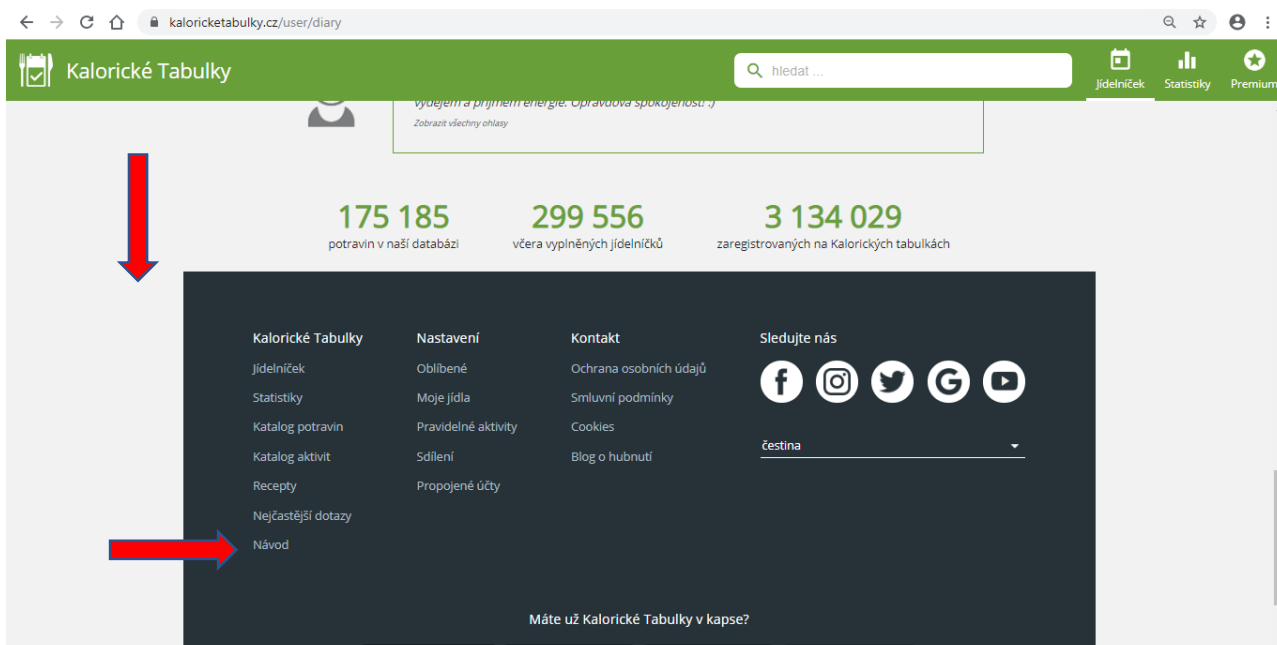 kaloricketabulky.cz/user/diary
Kalorické Tabulky
hledat ...
Jídelníček
Statistiky
Premium
výdejem a příjmem energie. Opravdová spokojenost! :)
Zobrazit všechny ohlasy
175 185
299 556
3 134 029
potravin v naší databázi
včera vyplněných jídelníčků
zaregistrovaných na Kalorických tabulkách
Kalorické Tabulky
Jídelníček
Statistiky
Katalog potravin
Katalog aktivit
Recepty
Nejčastější dotazy
Návod
Nastavení
Oblíbené
Moje jídla
Pravidelné aktivity
Sdílení
Propojené účty
Kontakt
Ochrana osobních údajů
Smluvní podmínky
Cookies
Blog o hubnutí
Sledujte nás
čestina
Máte už Kalorické Tabulky v kapse?